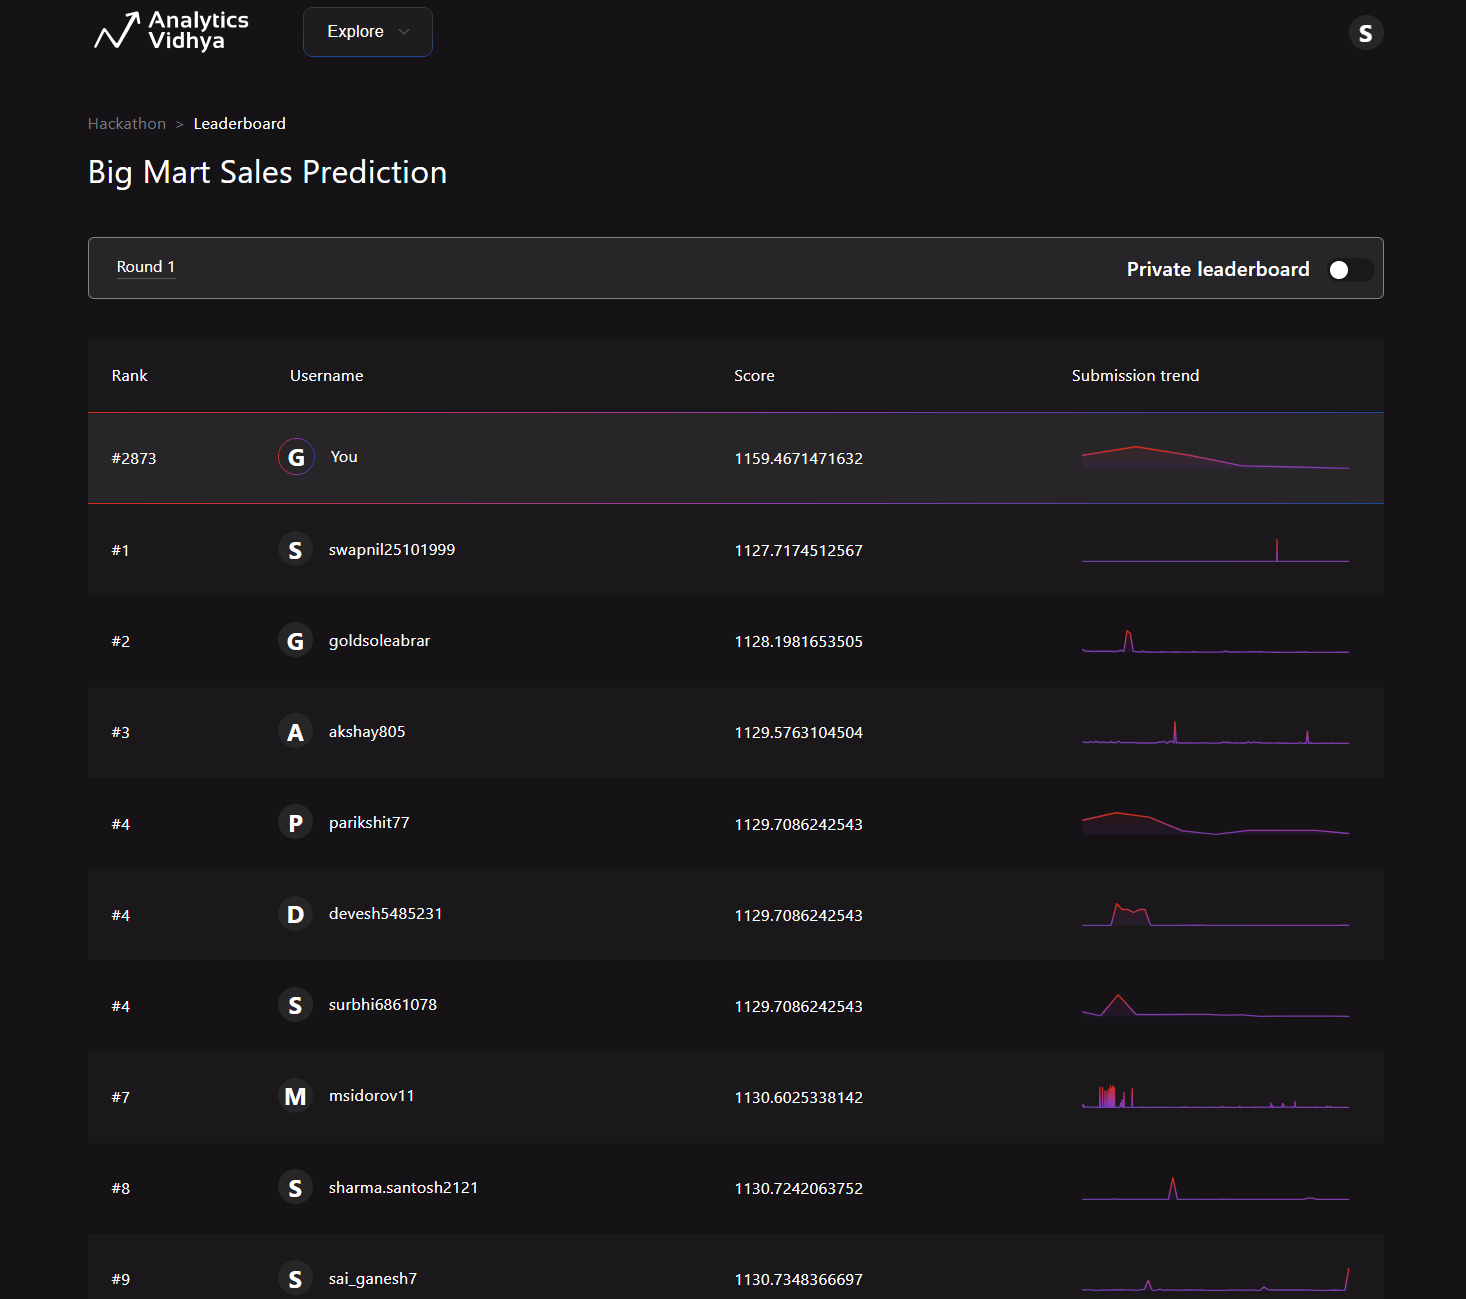 Analytics
Vidhya
Explore
S
Hackathon > Leaderboard
Big Mart Sales Prediction
Round 1
Private leaderboard
Rank Username Score Submission trend
#2873 G You 1159.4671471632
#1 S swapnil25101999 1127.7174512567
#2 G goldsoleabrar 1128.1981653505
#3 A akshay805 1129.5763104504
#4 P parikshit77 1129.7086242543
#4 D devesh5485231 1129.7086242543
#4 S surbhi6861078 1129.7086242543
#7 M msidorov11 1130.6025338142
#8 S sharma.santosh2121 1130.7242063752
#9 S sai_ganesh7 1130.7348366697